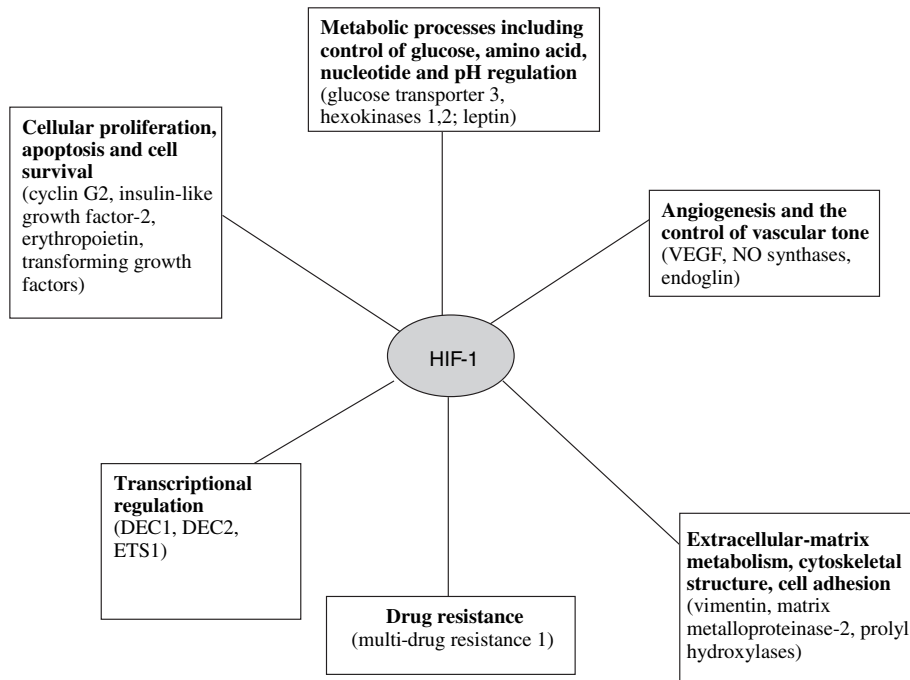 Metabolic processes including
control of glucose, amino acid,
nucleotide and pH regulation
(glucose transporter 3,
hexokinases 1,2; leptin)
Cellular proliferation,
apoptosis and cell
survival
(cyclin G2, insulin-like
growth factor-2,
erythropoietin,
transforming growth
factors)
Angiogenesis and the
control of vascular tone
(VEGF, NO synthases,
endoglin)
HIF-1
Transcriptional
regulation
(DEC1, DEC2,
ETS1)
Drug resistance
(multi-drug resistance 1)
Extracellular-matrix
metabolism, cytoskeletal
structure, cell adhesion
(vimentin, matrix
metalloproteinase-2, prolyl
hydroxylases)